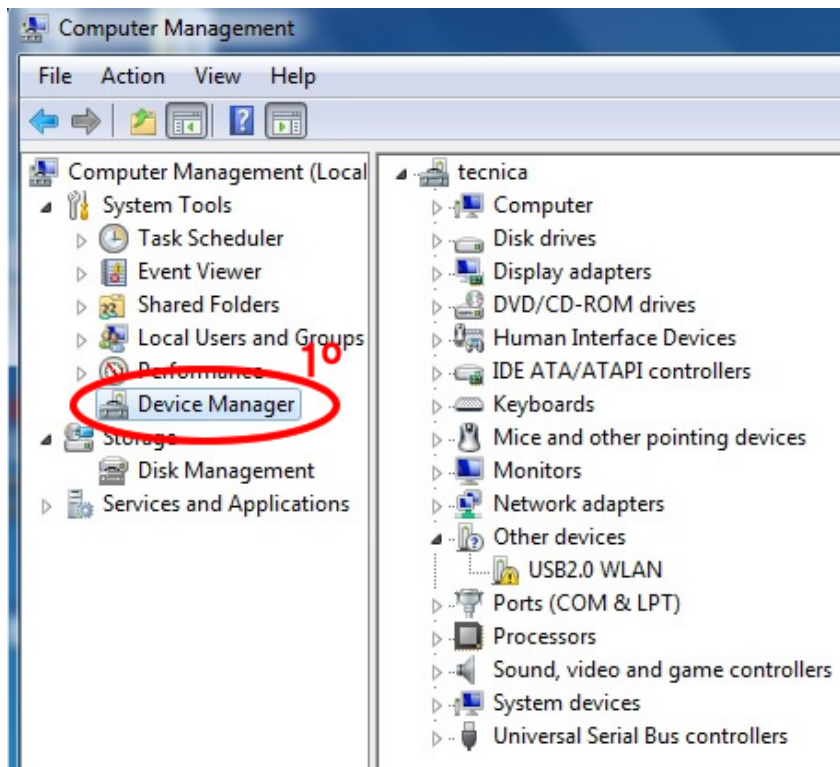 Computer Management
File Action View Help
Computer Management (Local
System Tools
Task Scheduler
Event Viewer
Shared Folders
Local Users and Groups
1º
Performance
Device Manager
Storage
Disk Management
Services and Applications
tecnica
Computer
Disk drives
Display adapters
DVD/CD-ROM drives
Human Interface Devices
IDE ATA/ATAPI controllers
Keyboards
Mice and other pointing devices
Monitors
Network adapters
Other devices
USB2.0 WLAN
Ports (COM & LPT)
Processors
Sound, video and game controllers
System devices
Universal Serial Bus controllers